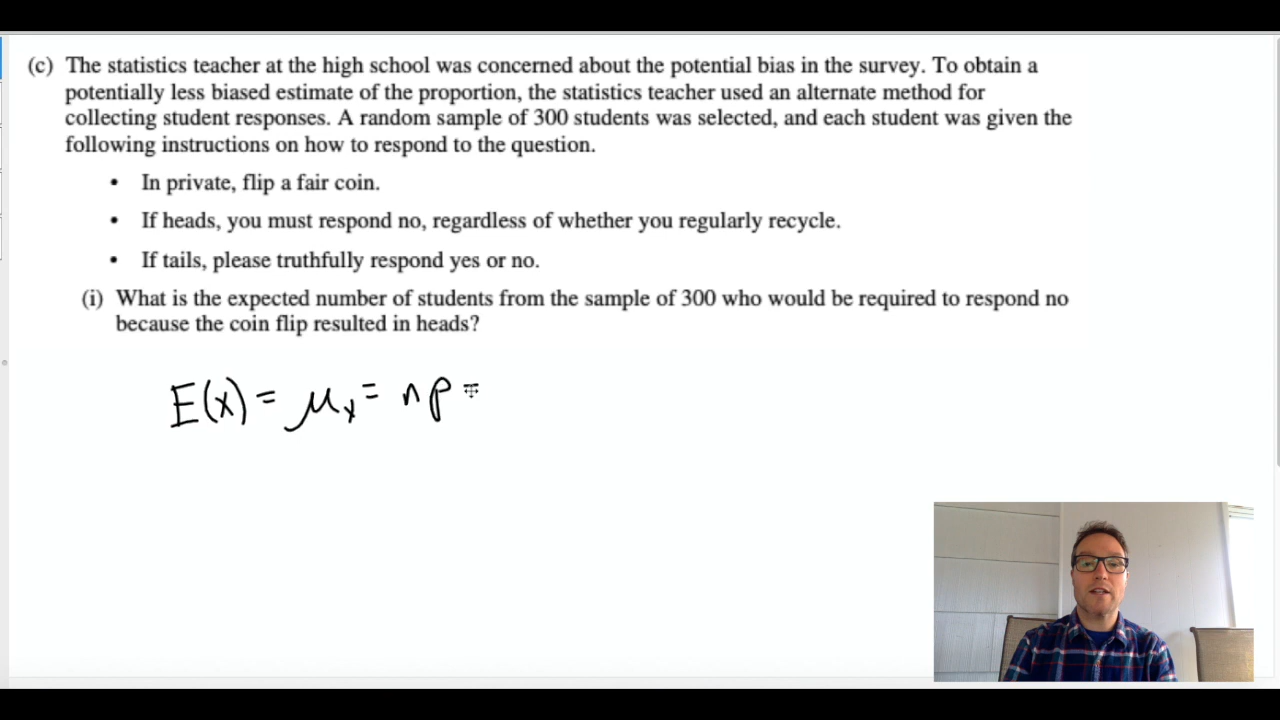 (c) The statistics teacher at the high school was concerned about the potential bias in the survey. To obtain a
potentially less biased estimate of the proportion, the statistics teacher used an alternate method for
collecting student responses. A random sample of 300 students was selected, and each student was given the
following instructions on how to respond to the question.
• In private, flip a fair coin.
• If heads, you must respond no, regardless of whether you regularly recycle.
• If tails, please truthfully respond yes or no.
(i) What is the expected number of students from the sample of 300 who would be required to respond no
because the coin flip resulted in heads?
E(x) = μₓ = np =